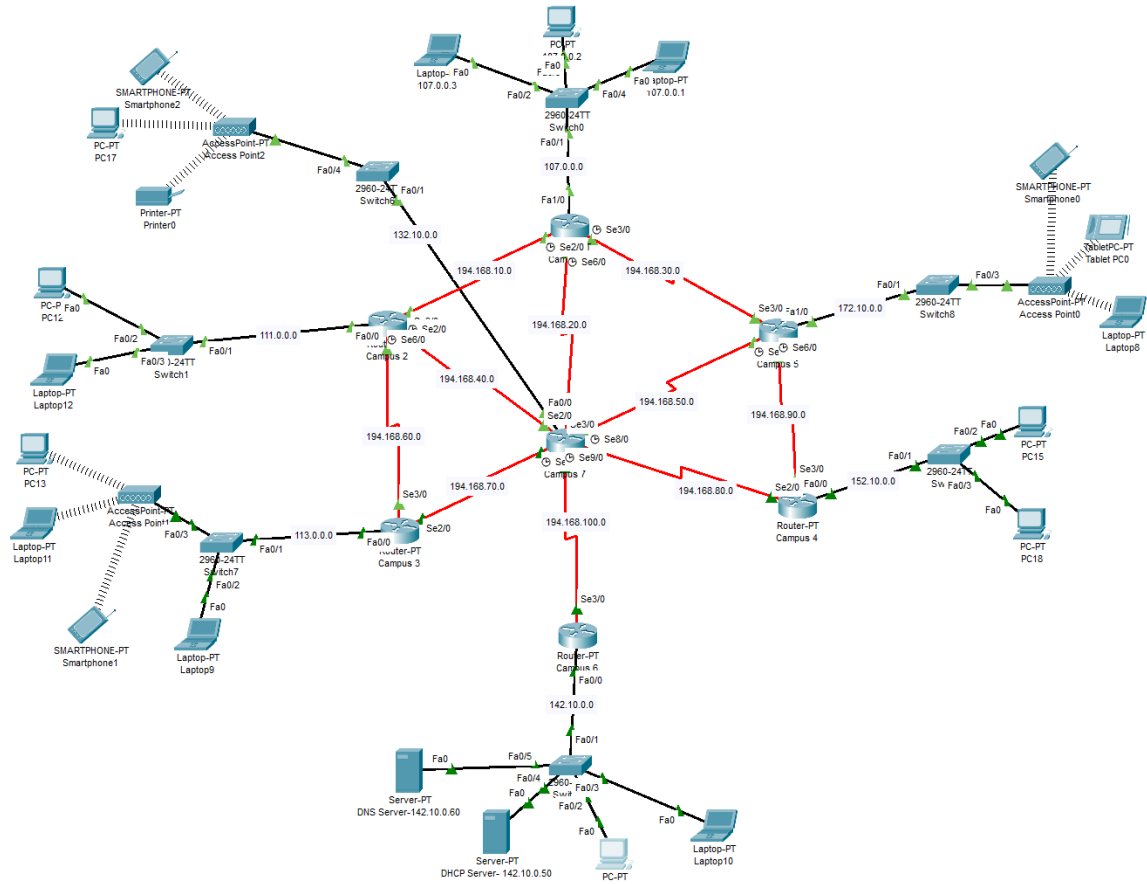 PC-PT
107.0.0.2
Fa0
Laptop-
107.0.0.3
Fa0
Fa0/2
Fa0/4
Fa0
Laptop-PT
107.0.0.1
2960-24TT
Switch0
Fa0/1
107.0.0.0
Fa1/0
Se3/0
Se2/0
Se6/0
SMARTPHONE-PT
Smartphone2
PC-PT
PC17
AccessPoint-PT
Access Point2
Printer-PT
Printer0
Fa0/4
Fa0/1
2960-24TT
132.10.0.0
194.168.10.0
194.168.30.0
194.168.20.0
SMARTPHONE-PT
Smartphone0
TabletPC-PT
Tablet PC0
Fa0/1
Fa0/3
2960-24TT
Switch8
AccessPoint-PT
Access Point0
Laptop-PT
Laptop8
172.10.0.0
Se3/0
Fa1/0
Se6/0
Campus 5
Fa0
Fa0/2
Fa0/3
Fa0/1
Switch1
111.0.0.0
Fa0/0
Se2/0
Se6/0
Campus 2
Fa0
Laptop-PT
Laptop12
194.168.40.0
194.168.50.0
194.168.90.0
194.168.60.0
Fa0/0
Se2/0
Se3/0
Se8/0
Se9/0
PC-PT
PC13
AccessPoint-PT
Laptop-PT
Laptop11
Fa0/3
Fa0/1
2960-24TT
Switch7
Fa0/2
113.0.0.0
Fa0/0
Se3/0
Se2/0
Router-PT
Campus 3
194.168.70.0
194.168.80.0
194.168.100.0
SMARTPHONE-PT
Smartphone1
Fa0
Laptop-PT
Laptop9
Se3/0
Se2/0
Fa0/0
Router-PT
Campus 4
152.10.0.0
Fa0/1
Fa0/2
Fa0
PC-PT
PC15
2960-24TT
Fa0/3
Fa0
PC-PT
PC18
Se3/0
Router-PT
Campus 6
Fa0/0
142.10.0.0
Fa0/1
Fa0
Fa0/5
Fa0/4
Fa0
Fa0/3
Fa0/2
Server-PT
DNS Server-142.10.0.60
Server-PT
DHCP Server- 142.10.0.50
Fa0
PC-PT
Fa0
Laptop-PT
Laptop10